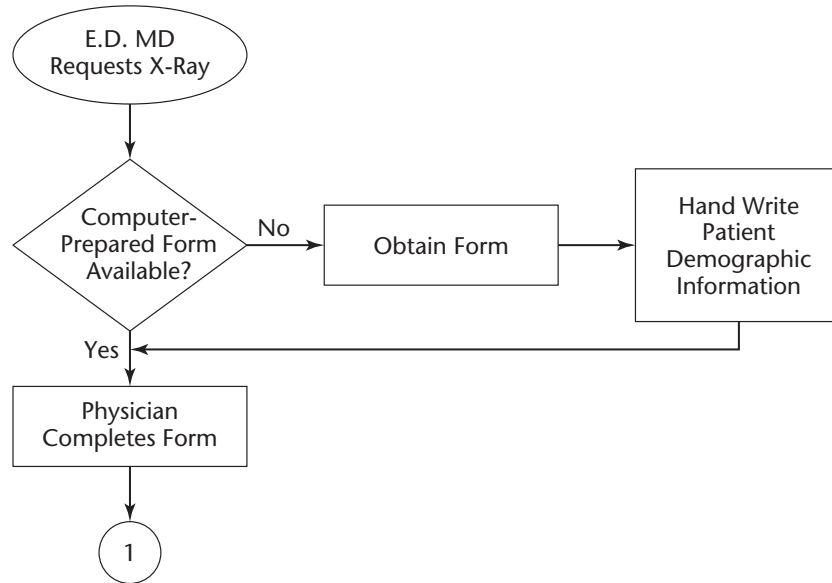 E.D. MD
Requests X-Ray
Computer-
Prepared Form
Available?
No
Obtain Form
Hand Write
Patient
Demographic
Information
Yes
Physician
Completes Form
1